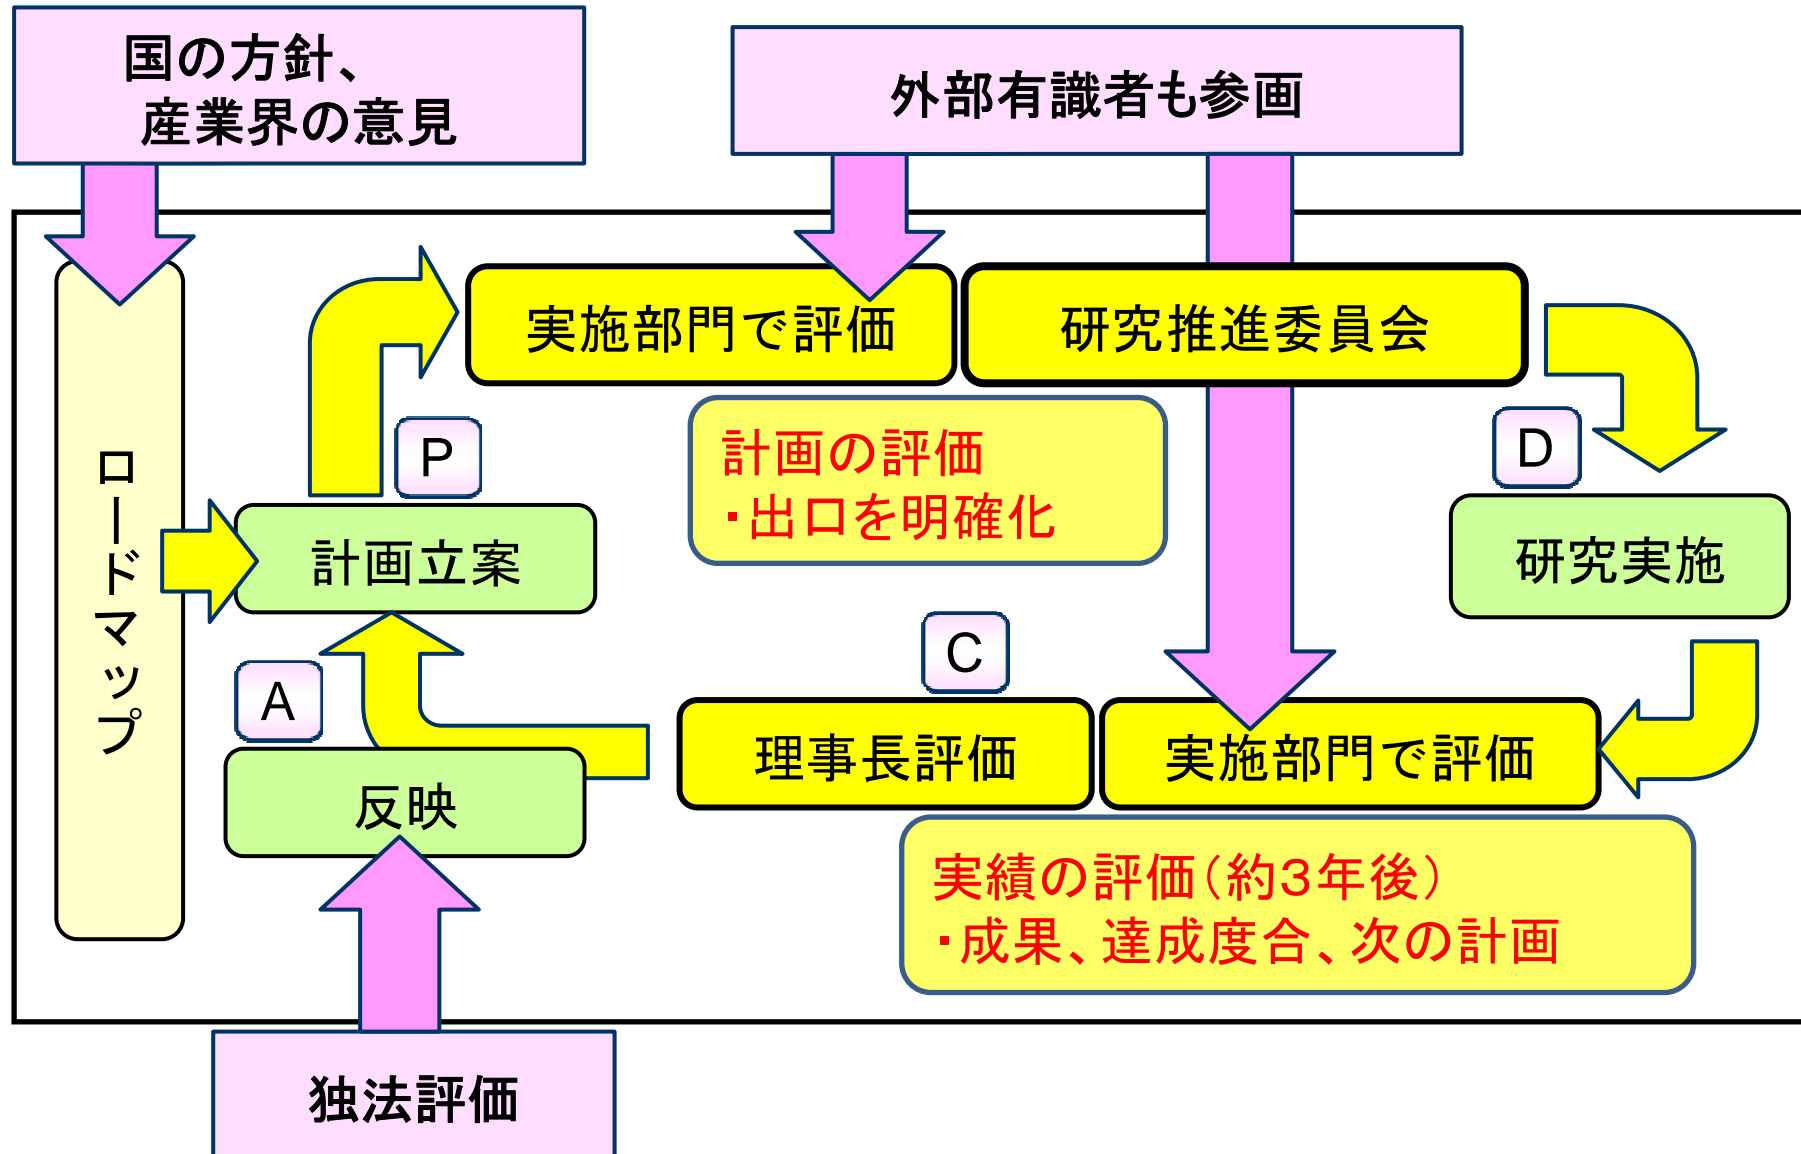 国の方針、
産業界の意見
外部有識者も参画
実施部門で評価
研究推進委員会
計画の評価
・出口を明確化
P
D
ロードマップ
計画立案
研究実施
C
A
理事長評価
実施部門で評価
反映
実績の評価（約３年後）
・成果、達成度合、次の計画
独法評価